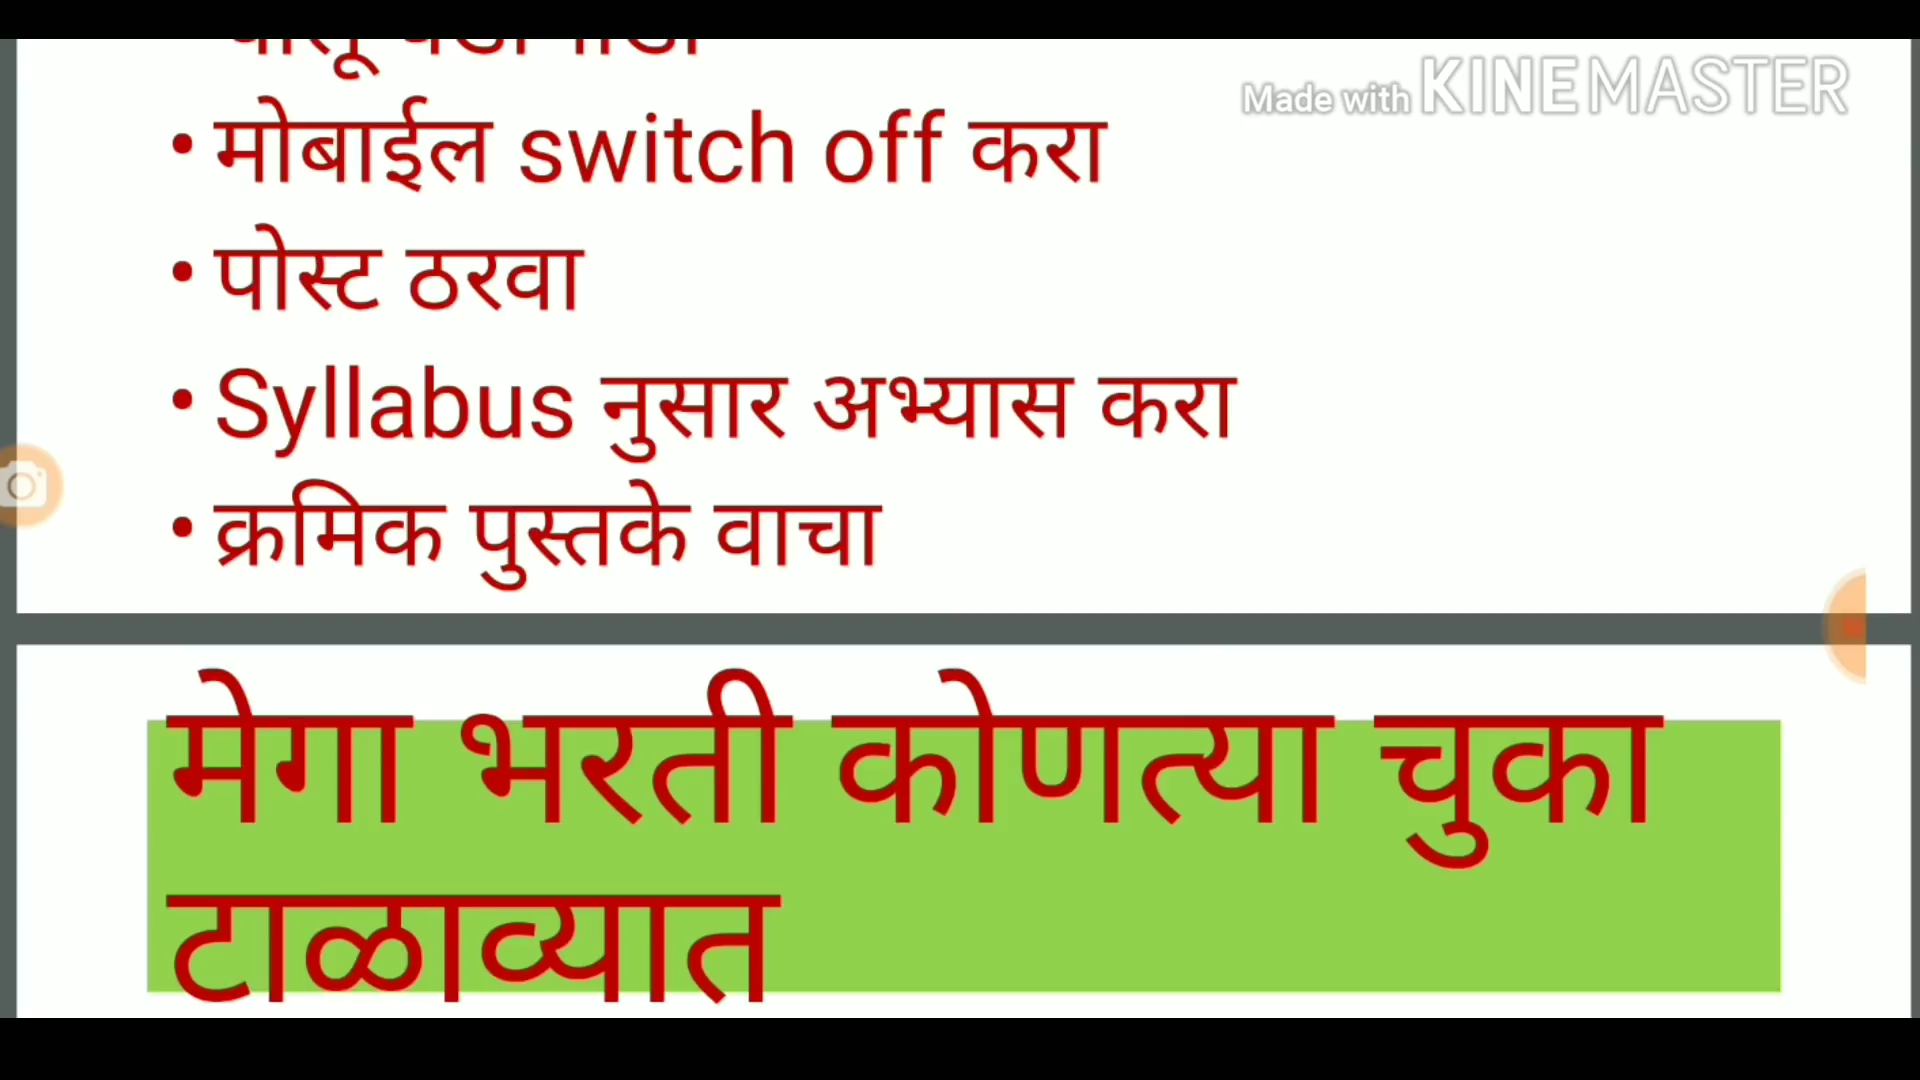 Made with KINEMASTER
• मोबाईल switch off करा
• पोस्ट ठरवा
• Syllabus नुसार अभ्यास करा
• क्रमिक पुस्तके वाचा
मेगा भरती कोणत्या चुका
टाळाव्यात